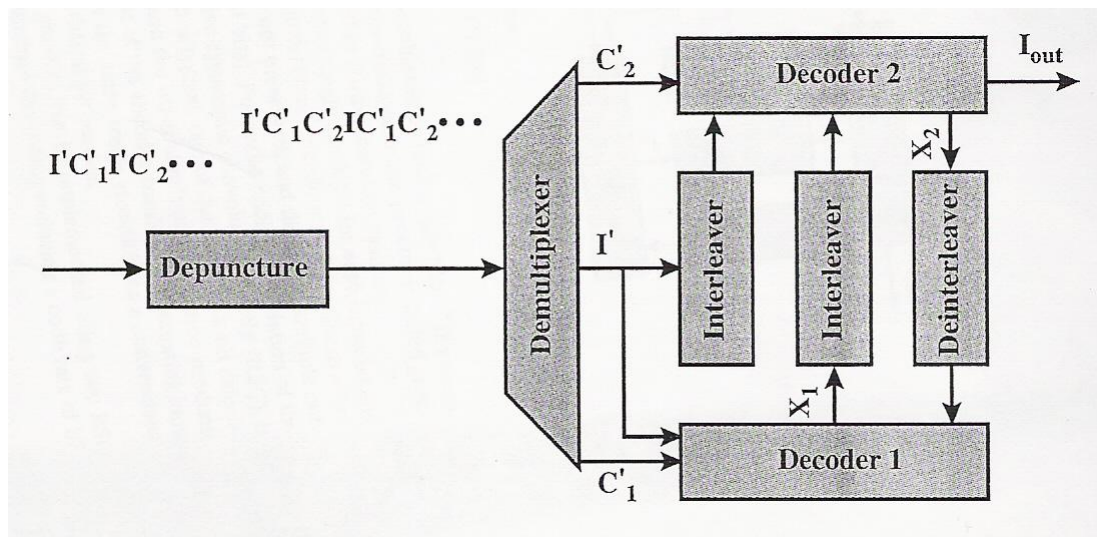 I'C'₁I'C'₂•••
I'C'₁C'₂IC'₁C'₂•••
Depuncture
Demultiplexer
C'₂
I'
C'₁
Decoder 2
I_out
Interleaver
Interleaver
X₂
Deinterleaver
X₁
Decoder 1